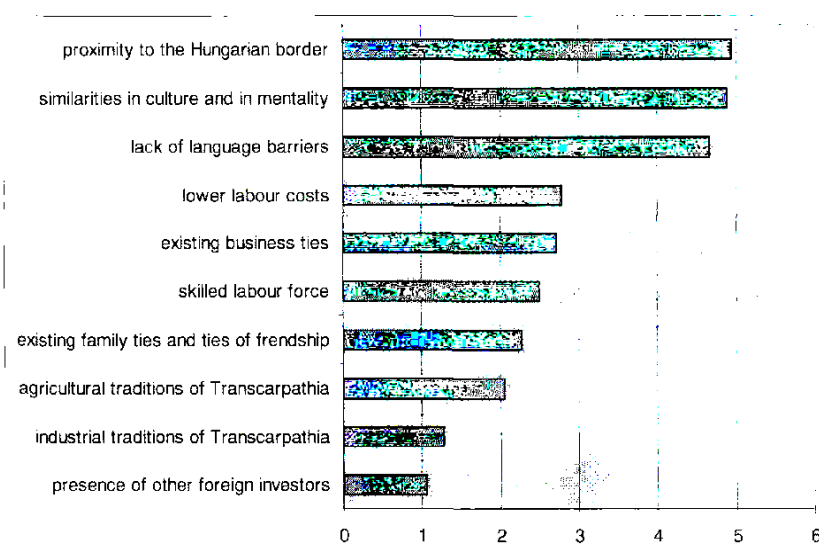 proximity to the Hungarian border
similarities in culture and in mentality
lack of language barriers
lower labour costs
existing business ties
skilled labour force
existing family ties and ties of frendship
agricultural traditions of Transcarpathia
industrial traditions of Transcarpathia
presence of other foreign investors
0 1 2 3 4 5 6